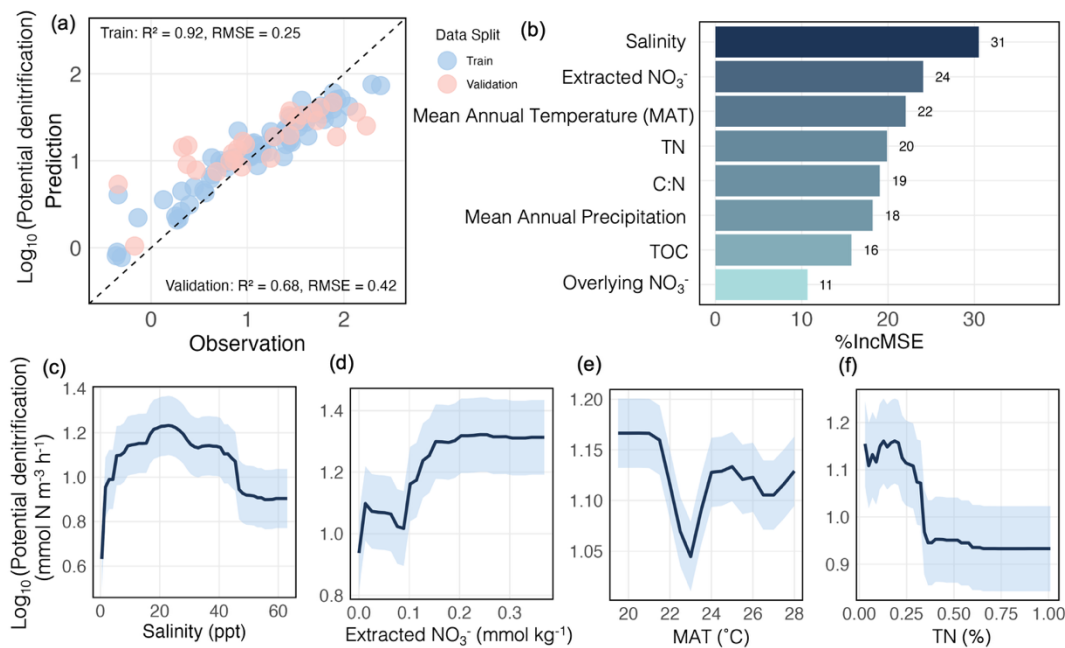 (a)
Train: R² = 0.92, RMSE = 0.25
Validation: R² = 0.68, RMSE = 0.42
Log₁₀ (Potential denitrification)
Prediction
2
1
0
0
1
2
Observation
Data Split
Train
Validation
(b)
Salinity
Extracted NO₃⁻
Mean Annual Temperature (MAT)
TN
C:N
Mean Annual Precipitation
TOC
Overlying NO₃⁻
31
24
22
20
19
18
16
11
0
10
20
30
%IncMSE
(c)
Log₁₀ (Potential denitrification)
(mmol N m⁻³ h⁻¹)
1.4
1.2
1.0
0.8
0.6
0
20
40
60
Salinity (ppt)
(d)
1.4
1.2
1.0
0.8
0.0
0.1
0.2
0.3
Extracted NO₃⁻ (mmol kg⁻¹)
(e)
1.20
1.15
1.10
1.05
20
22
24
26
28
MAT (˚C)
(f)
1.2
1.1
1.0
0.9
0.00
0.25
0.50
0.75
1.00
TN (%)